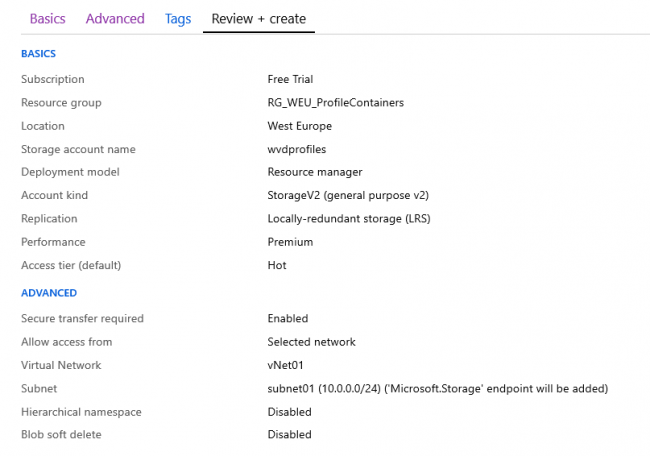 Basics Advanced Tags Review + create
BASICS
Subscription Free Trial
Resource group RG_WEU_ProfileContainers
Location West Europe
Storage account name wvdprofiles
Deployment model Resource manager
Account kind StorageV2 (general purpose v2)
Replication Locally-redundant storage (LRS)
Performance Premium
Access tier (default) Hot
ADVANCED
Secure transfer required Enabled
Allow access from Selected network
Virtual Network vNet01
Subnet subnet01 (10.0.0.0/24) ('Microsoft.Storage' endpoint will be added)
Hierarchical namespace Disabled
Blob soft delete Disabled